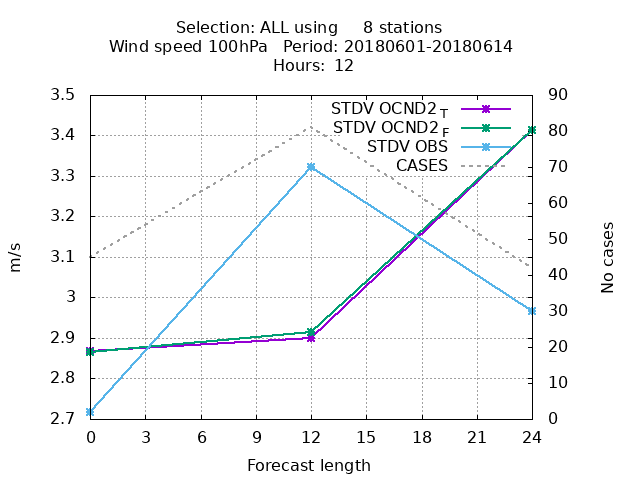 Selection: ALL using 8 stations
Wind speed 100hPa Period: 20180601-20180614
Hours: 12
STDV OCND2 T
STDV OCND2 F
STDV OBS
CASES
m/s
3.5
3.4
3.3
3.2
3.1
3
2.9
2.8
2.7
90
80
70
60
50
40
30
20
10
0
No cases
0 3 6 9 12 15 18 21 24
Forecast length